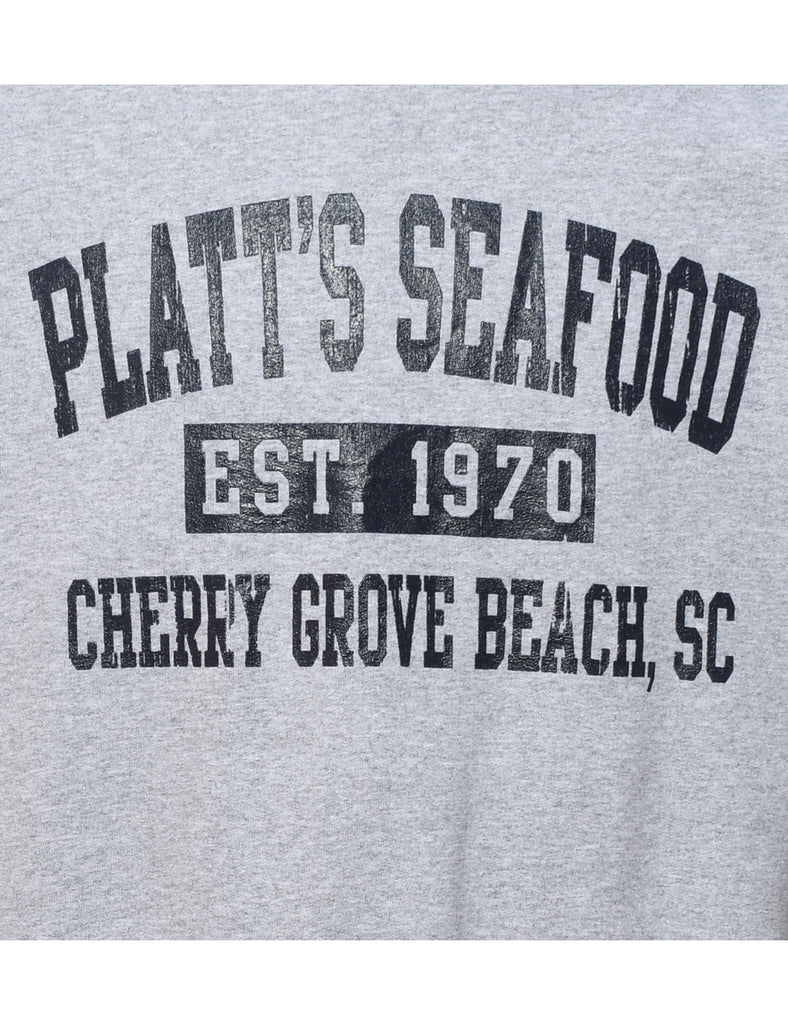 PLATT'S SEAFOOD
EST. 1970
CHERRY GROVE BEACH, SC